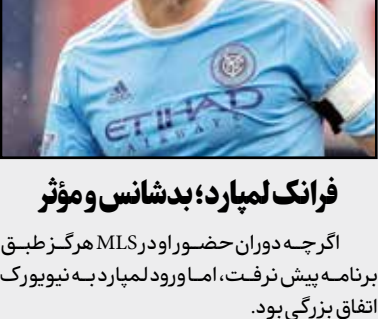 ETIHAD
AIRWAYS
فرانک لمپارد؛ بدشانس و مؤثر
اگرچه دوران حضور او در MLS هرگز طبق
برنامه پیش نرفت، اما ورود لمپارد به نیویورک
اتفاق بزرگی بود.